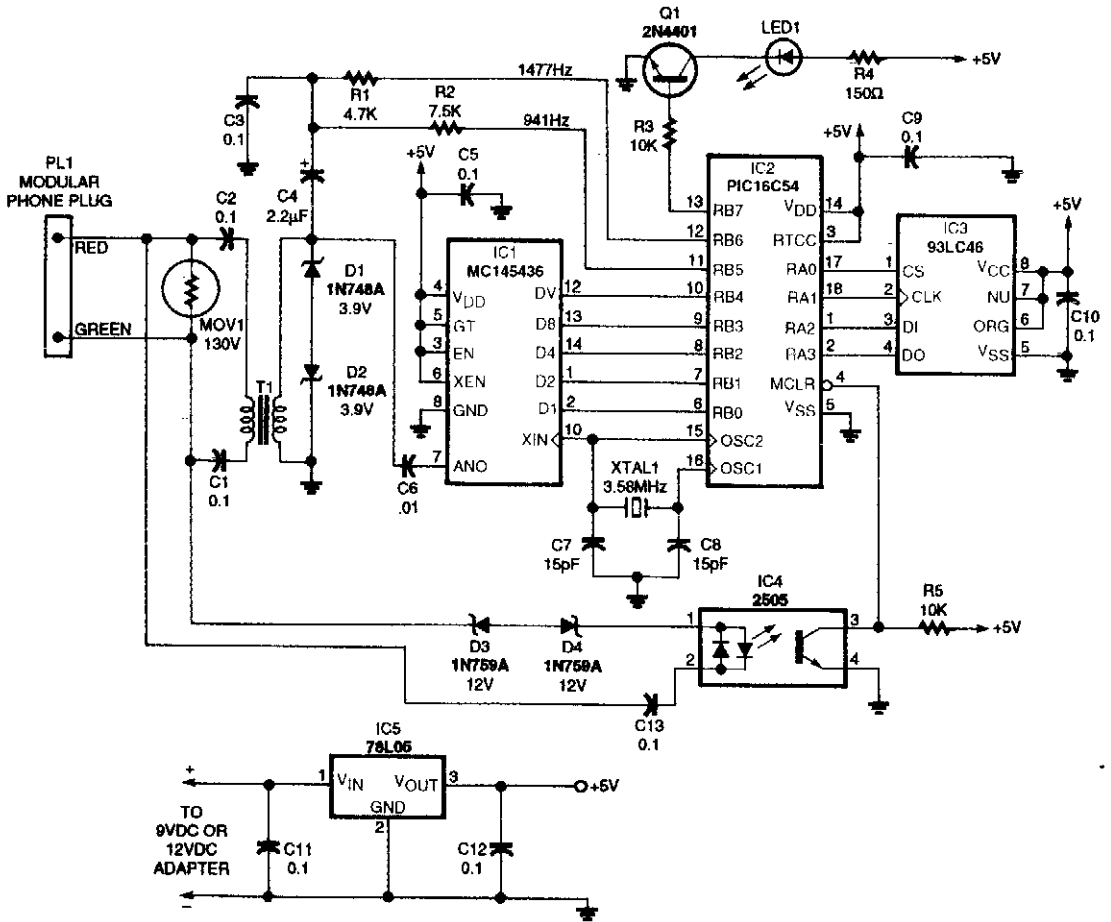 Q1
2N4401
LED1
+5V
R4
150Ω
1477Hz
R1
4.7K
R2
7.5K
941Hz
C3
0.1
R3
10K
+5V
C9
0.1
PL1
MODULAR
PHONE PLUG
RED
GREEN
C2
0.1
C4
2.2µF
+
+5V
C5
0.1
MOV1
130V
D1
1N748A
3.9V
D2
1N748A
3.9V
T1
C1
0.1
C6
.01
IC1
MC145436
4 VDD
5 GT
3 EN
6 XEN
8 GND
7 ANO
DV 12
D8 13
D4 14
D2 1
D1 2
XIN 10
IC2
PIC16C54
13 RB7
12 RB6
11 RB5
10 RB4
9 RB3
8 RB2
7 RB1
6 RB0
15 OSC2
16 OSC1
VDD 14
RTCC 3
RA0 17
RA1 18
RA2 1
RA3 2
MCLR 4
VSS 5
IC3
93LC46
1 CS
2 CLK
3 DI
4 DO
VCC 8
NU 7
ORG 6
VSS 5
+5V
C10
0.1
XTAL1
3.58MHz
C7
15pF
C8
15pF
IC4
2505
1
2
3
4
R5
10K
+5V
D3
1N759A
12V
D4
1N759A
12V
C13
0.1
IC5
78L05
1 VIN
VOUT 3
GND
2
+5V
+
TO
9VDC OR
12VDC
ADAPTER
−
C11
0.1
C12
0.1